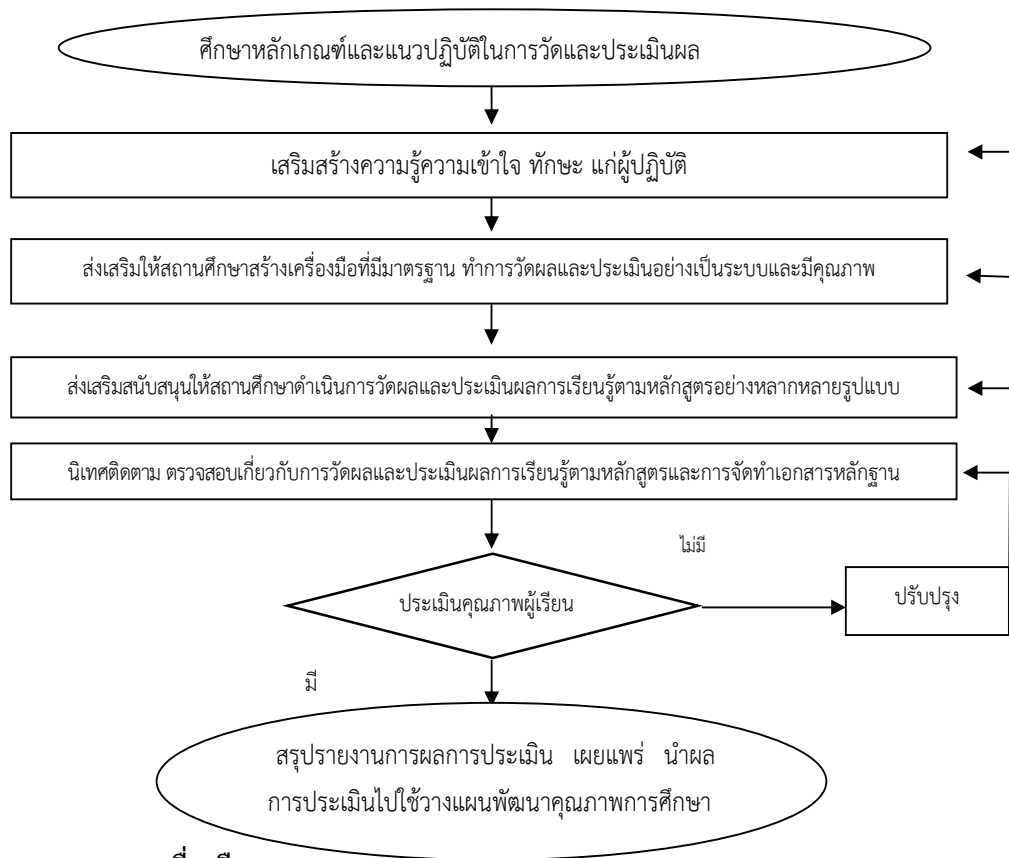 ศึกษาหลักเกณฑ์และแนวปฏิบัติในการวัดและประเมินผล
เสริมสร้างความรู้ความเข้าใจ ทักษะ แก่ผู้ปฏิบัติ
ส่งเสริมให้สถานศึกษาสร้างเครื่องมือที่มีมาตรฐาน ทำการวัดผลและประเมินอย่างเป็นระบบและมีคุณภาพ
ส่งเสริมสนับสนุนให้สถานศึกษาดำเนินการวัดผลและประเมินผลการเรียนรู้ตามหลักสูตรอย่างหลากหลายรูปแบบ
นิเทศติดตาม ตรวจสอบเกี่ยวกับการวัดผลและประเมินผลการเรียนรู้ตามหลักสูตรและการจัดทำเอกสารหลักฐาน
ไม่มี
ประเมินคุณภาพผู้เรียน
ปรับปรุง
มี
สรุปรายงานการผลการประเมิน เผยแพร่ นำผล
การประเมินไปใช้วางแผนพัฒนาคุณภาพการศึกษา